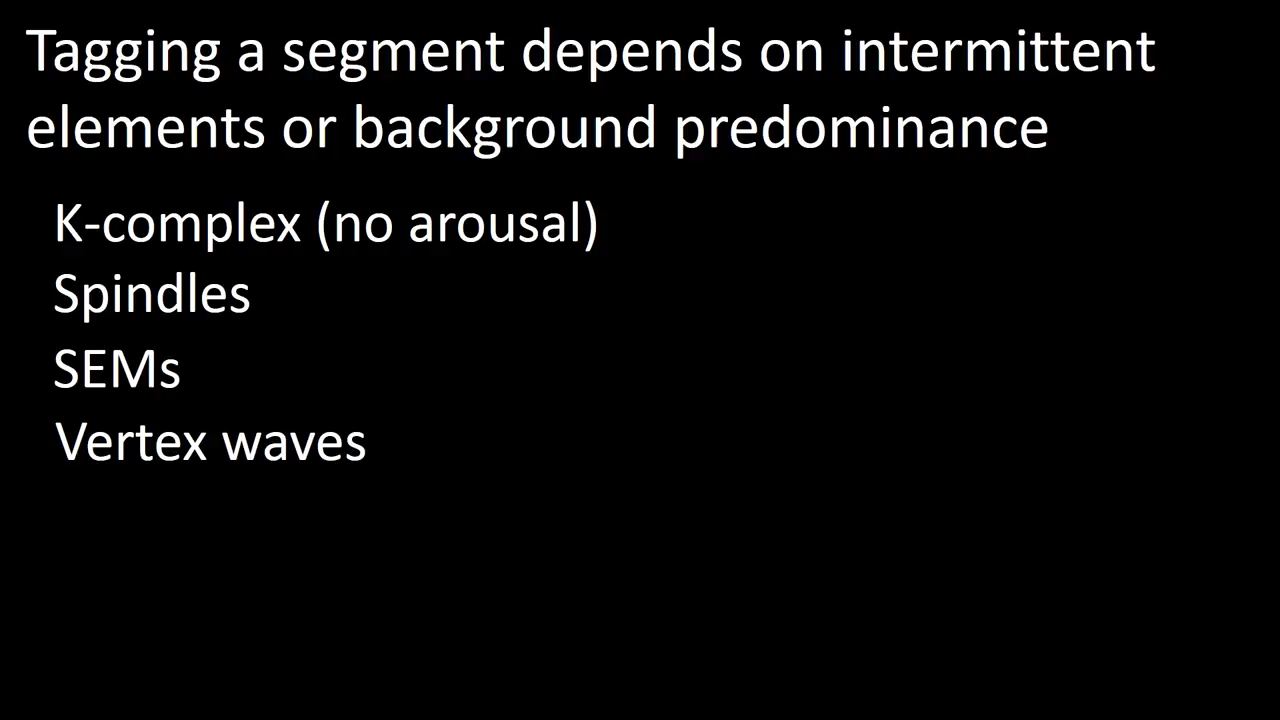 Tagging a segment depends on intermittent
elements or background predominance
K-complex (no arousal)
Spindles
SEMs
Vertex waves